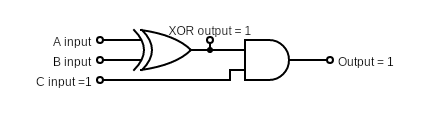 XOR output = 1
A input
B input
Output = 1
C input =1